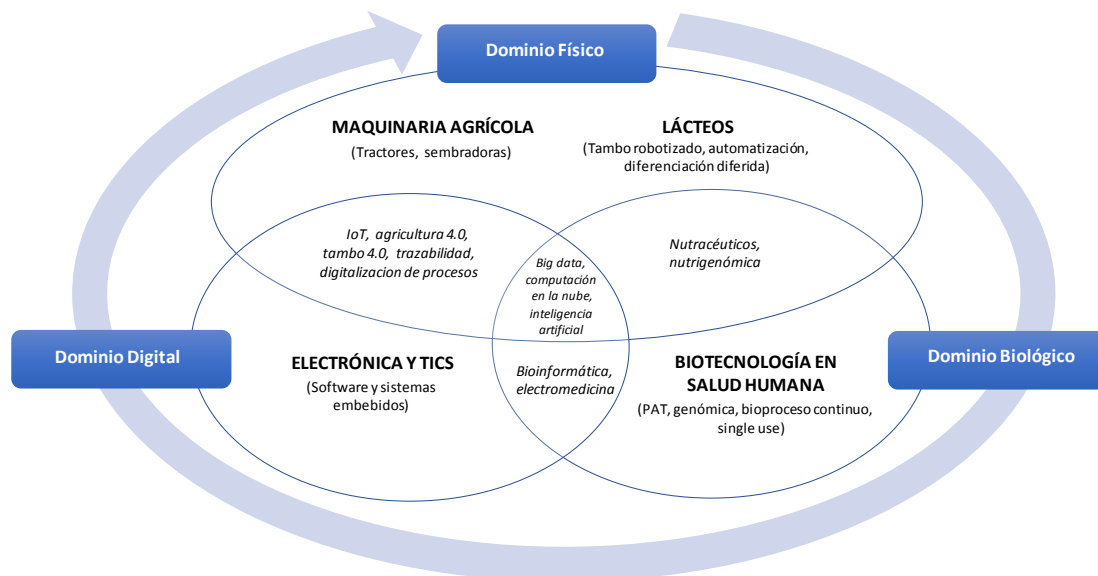 Dominio Físico
MAQUINARIA AGRÍCOLA
(Tractores, sembradoras)
LÁCTEOS
(Tambo robotizado, automatización,
diferenciación diferida)
IoT, agricultura 4.0,
tambo 4.0, trazabilidad,
digitalizacion de procesos
Big data,
computación
en la nube,
inteligencia
artificial
Nutracéuticos,
nutrigenómica
Dominio Digital
ELECTRÓNICA Y TICS
(Software y sistemas
embebidos)
Bioinformática,
electromedicina
BIOTECNOLOGÍA EN
SALUD HUMANA
(PAT, genómica, bioproceso continuo,
single use)
Dominio Biológico